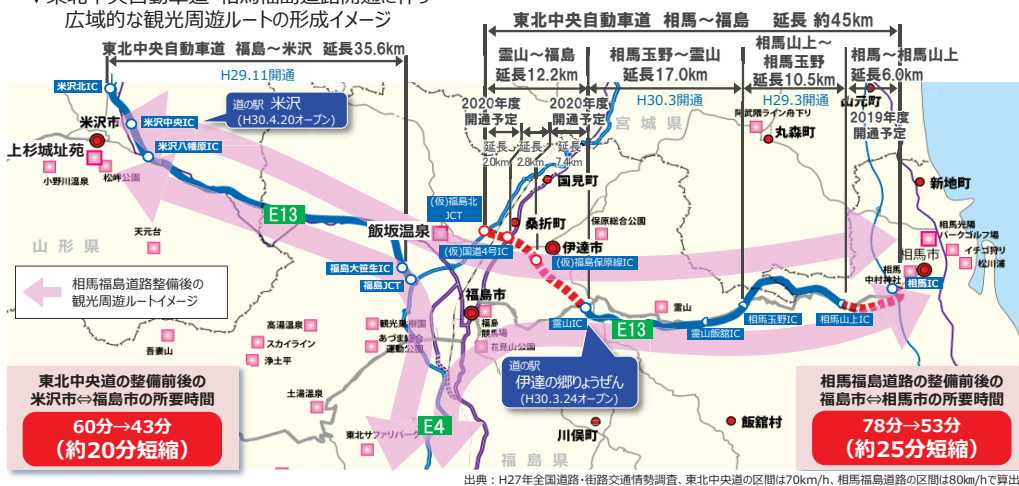 広域的な観光周遊ルートの形成イメージ
東北中央自動車道 福島～米沢 延長35.6km
H29.11開通
東北中央自動車道 相馬～福島 延長 約45km
霊山～福島
延長12.2km
相馬玉野～霊山
延長17.0km
H30.3開通
相馬山上～
相馬玉野
延長10.5km
H29.3開通
相馬～相馬山上
延長6.0km
2019年度
開通予定
2020年度
開通予定
2020年度
開通予定
延長
2.0km
延長
2.8km
延長
7.4km
米沢北IC
道の駅 米沢
(H30.4.20オープン)
米沢市
米沢中央IC
上杉城址苑
米沢八幡原IC
小野川温泉
松岬公園
E13
天元台
山形県
飯坂温泉
宮城県
山元町
阿武隈ライン舟下り
丸森町
国見町
新地町
(仮)福島北
JCT
桑折町
保原総合公園
伊達市
(仮)国道4号IC
(仮)福島保原線IC
相馬光陽
パークゴルフ場
相馬市
イチゴ狩り
松川浦
相馬
中村神社
相馬IC
福島大笹生IC
福島JCT
相馬福島道路整備後の
観光周遊ルートイメージ
福島市
霊山
霊山IC
E13
霊山飯舘IC
相馬玉野IC
相馬山上IC
高湯温泉
観光果樹園
福島
競馬場
スカイライン
あづま総合
運動公園
花見山公園
吾妻山
浄土平
道の駅
伊達の郷りょうぜん
(H30.3.24オープン)
土湯温泉
E4
東北サファリパーク
川俣町
飯舘村
福島県
東北中央道の整備前後の
米沢市⇔福島市の所要時間
60分→43分
(約20分短縮)
相馬福島道路の整備前後の
福島市⇔相馬市の所要時間
78分→53分
(約25分短縮)
出典：H27年全国道路・街路交通情勢調査、東北中央道の区間は70km/h、相馬福島道路の区間は80km/hで算出